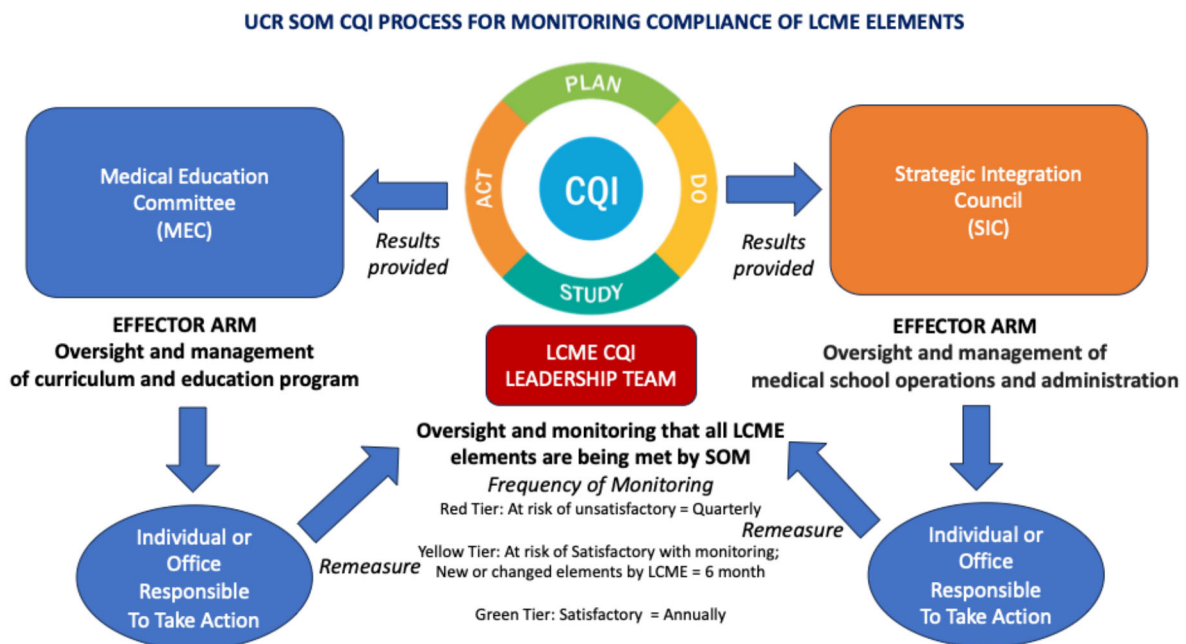 UCR SOM CQI PROCESS FOR MONITORING COMPLIANCE OF LCME ELEMENTS
Medical Education
Committee
(MEC)
Results
provided
PLAN
DO
STUDY
ACT
CQI
Results
provided
Strategic Integration
Council
(SIC)
EFFECTOR ARM
Oversight and management
of curriculum and education program
LCME CQI
LEADERSHIP TEAM
EFFECTOR ARM
Oversight and management of
medical school operations and administration
Oversight and monitoring that all LCME
elements are being met by SOM
Frequency of Monitoring
Red Tier: At risk of unsatisfactory = Quarterly
Yellow Tier: At risk of Satisfactory with monitoring;
New or changed elements by LCME = 6 month
Green Tier: Satisfactory = Annually
Individual or
Office
Responsible
To Take Action
Remeasure
Remeasure
Individual or
Office
Responsible
To Take Action